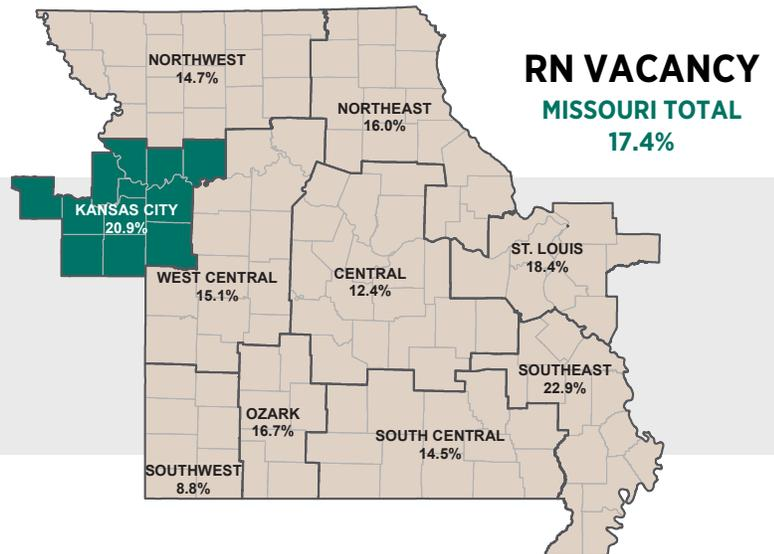 RN VACANCY
MISSOURI TOTAL
17.4%
NORTHWEST
14.7%
NORTHEAST
16.0%
KANSAS CITY
20.9%
ST. LOUIS
18.4%
WEST CENTRAL
15.1%
CENTRAL
12.4%
SOUTHEAST
22.9%
OZARK
16.7%
SOUTH CENTRAL
14.5%
SOUTHWEST
8.8%